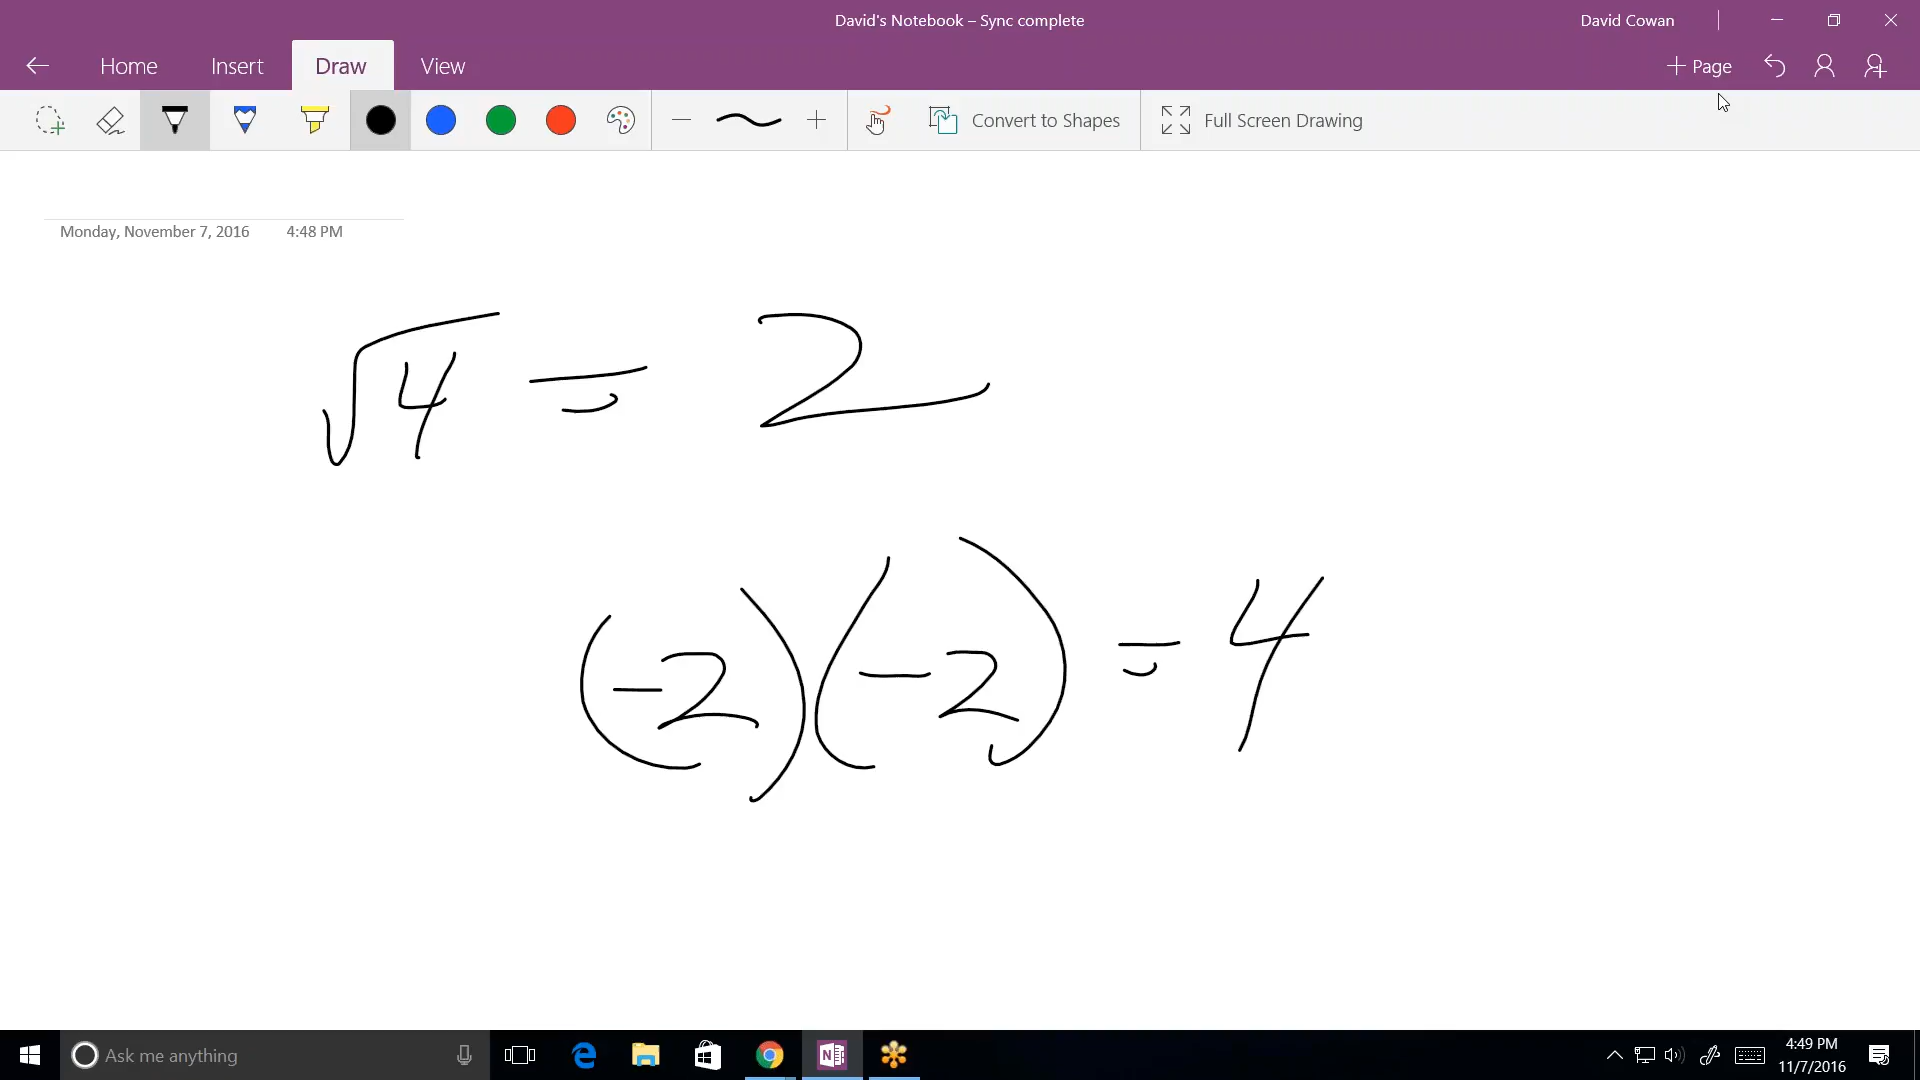 David's Notebook – Sync complete
David Cowan
Home Insert Draw View
Page
Convert to Shapes
Full Screen Drawing
Monday, November 7, 2016 4:48 PM
√4 = 2
(-2)(-2) = 4
Ask me anything
4:49 PM
11/7/2016